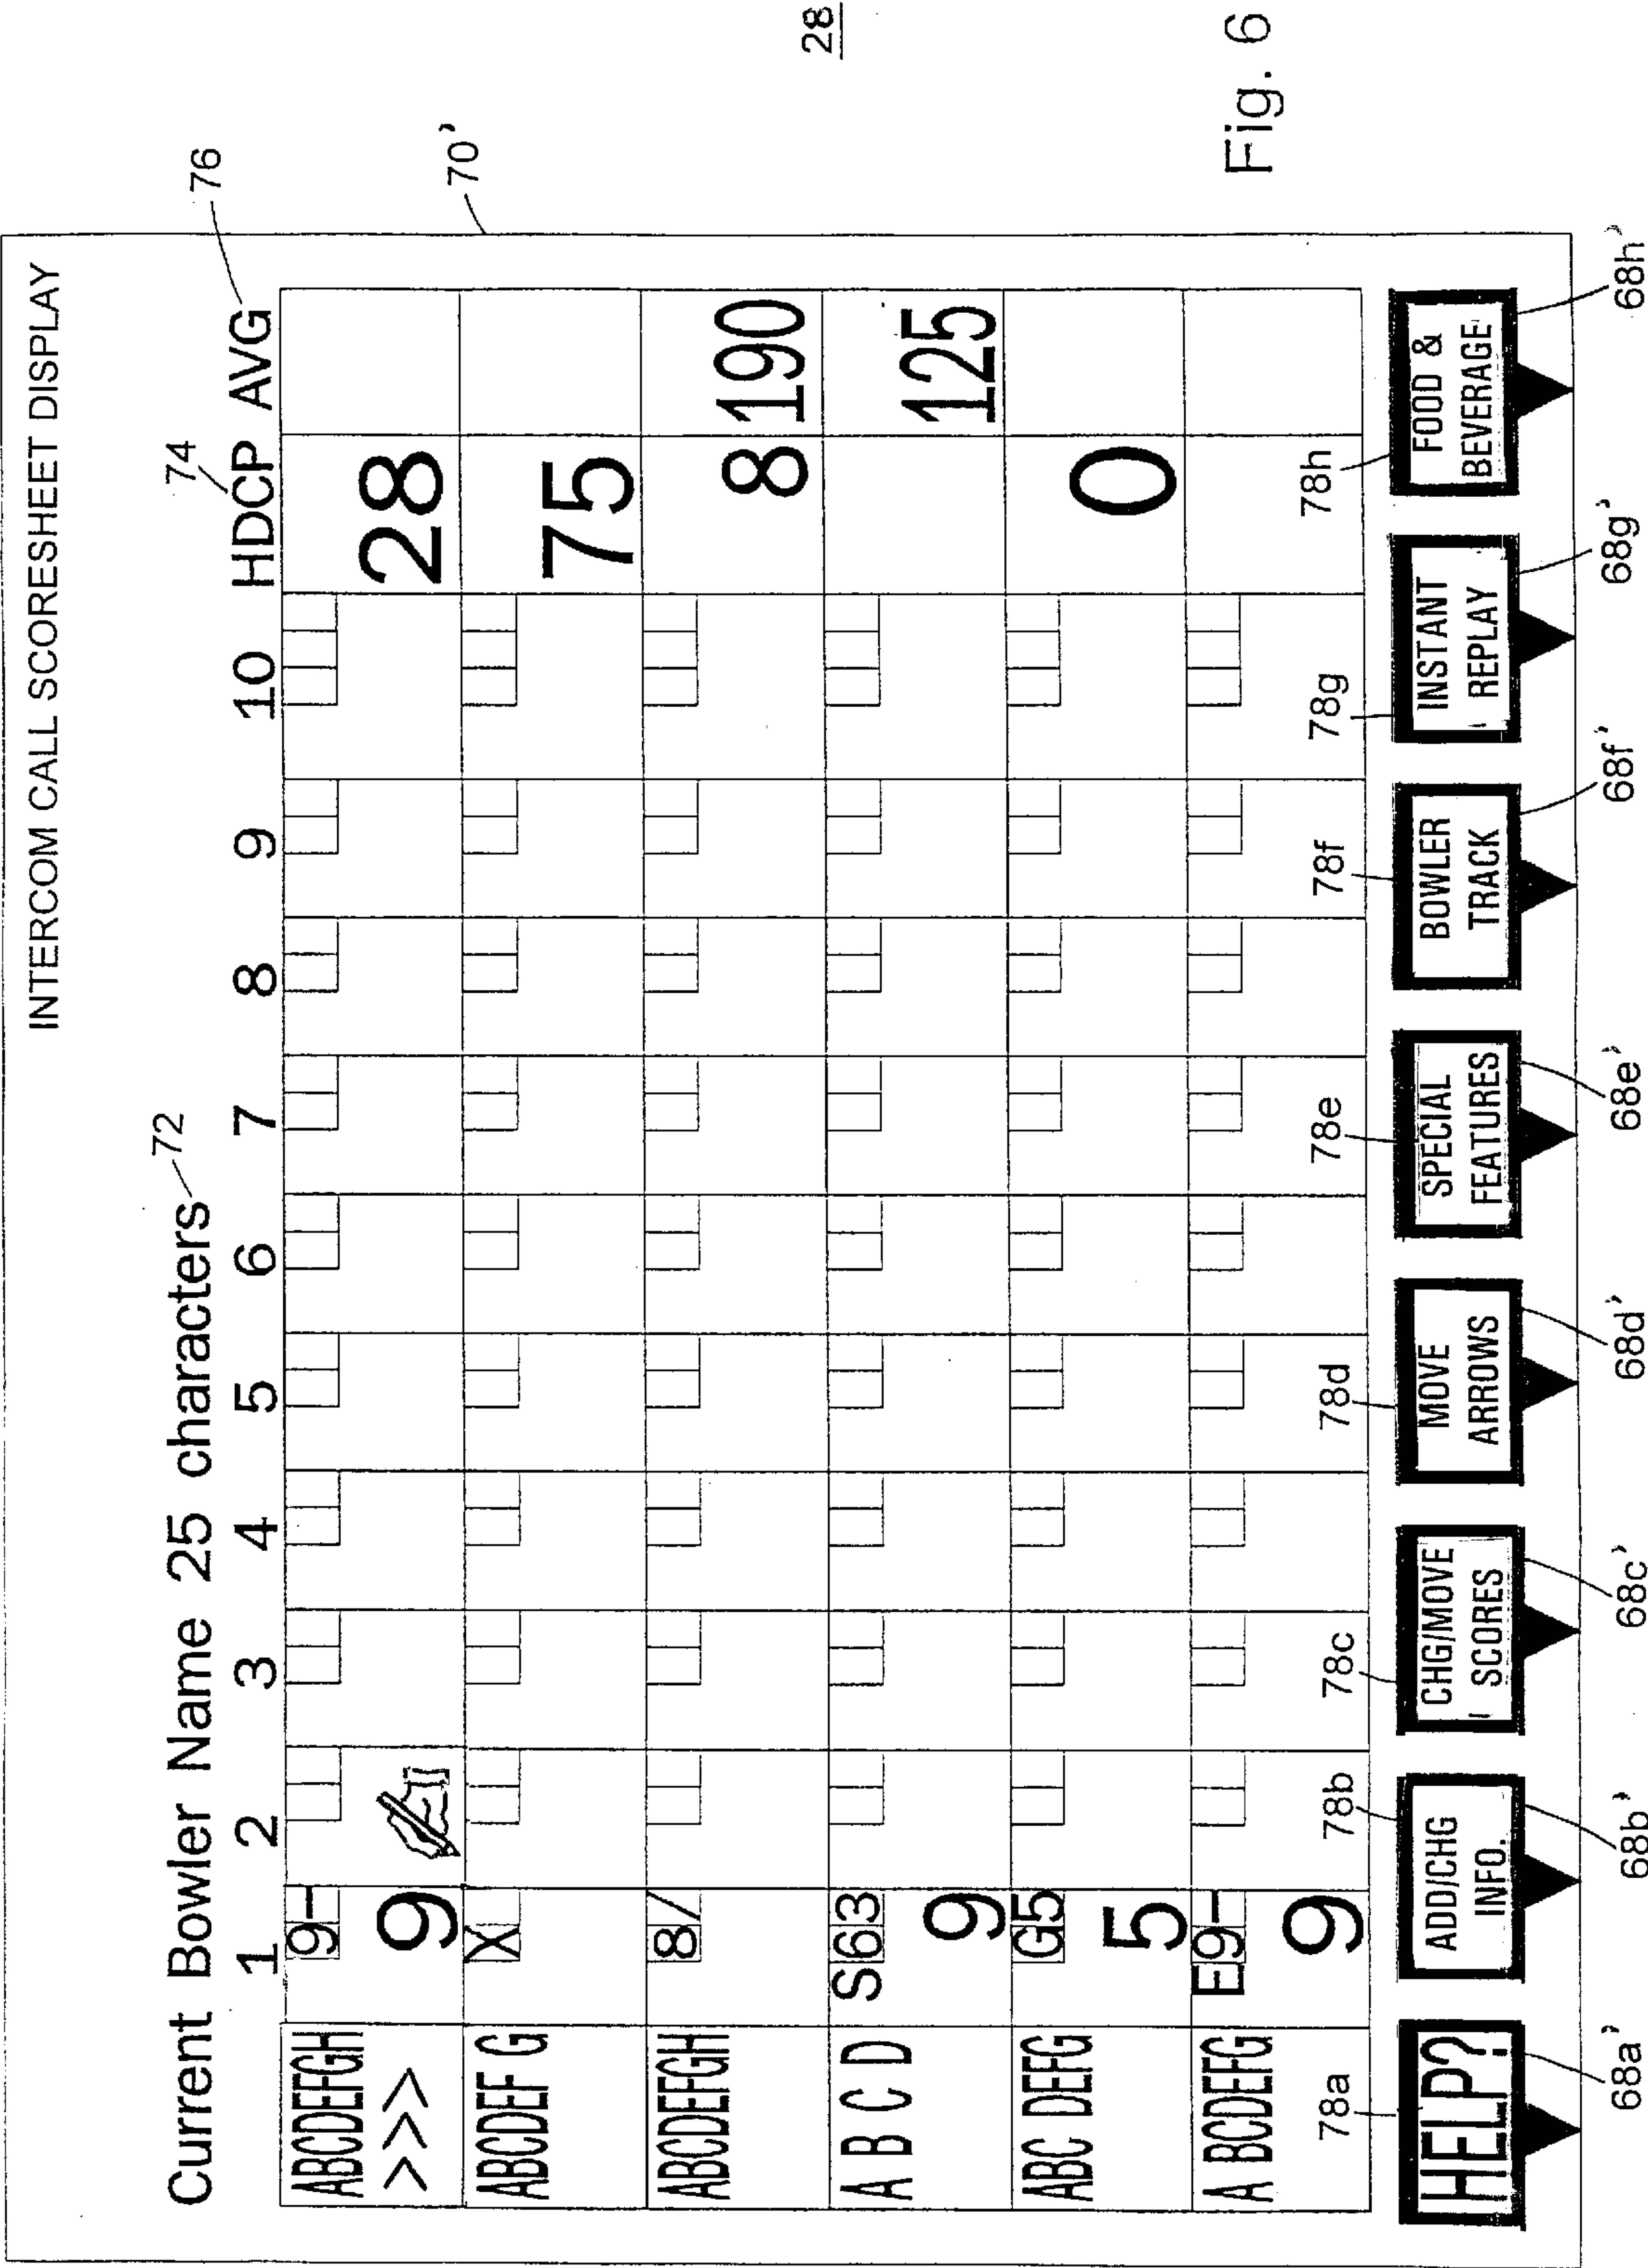 INTERCOM CALL SCORESHEET DISPLAY
Current Bowler Name 25 characters 72
74 76
1 2 3 4 5 6 7 8 9 10 HDCP AVG
70'
ABCDEFGH 9- 9 28
>>>
ABCDEF G X 75
ABCDEFGH 8/ 8 190
A B C D S63 9 125
ABC DEFG G5 5 0
A BCDEFG E9- 9
78a 78b 78c 78d 78e 78f 78g 78h
HELP? ADD/CHG CHG/MOVE MOVE SPECIAL BOWLER INSTANT FOOD &
INFO. SCORES ARROWS FEATURES TRACK REPLAY BEVERAGE
68a' 68b' 68c' 68d' 68e' 68f' 68g' 68h'
28
Fig. 6